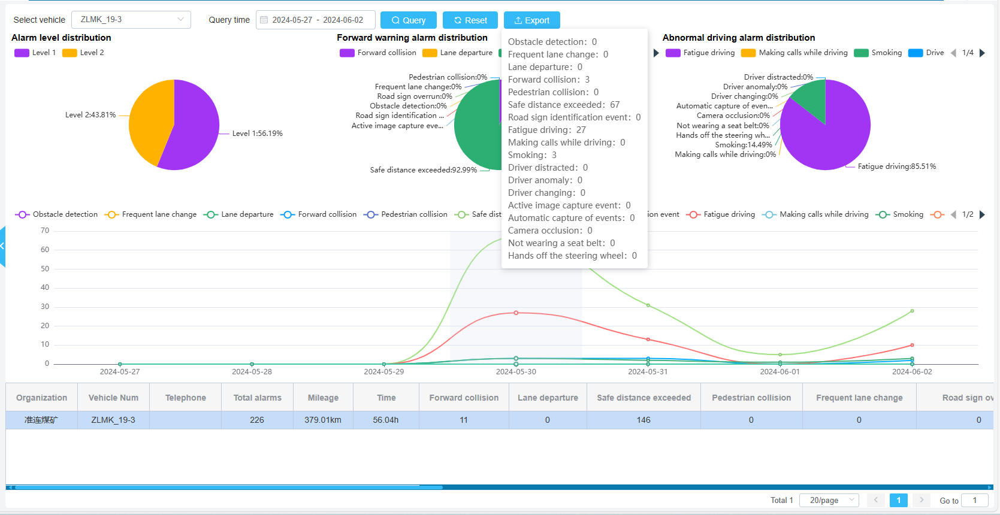 Select vehicle ZLMK_19-3 Query time 2024-05-27 - 2024-06-02 Query Reset Export
Alarm level distribution
Level 1 Level 2
Level 2:43.81%
Level 1:56.19%
Forward warning alarm distribution
Forward collision Lane departure
Pedestrian collision:0%
Frequent lane change:0%
Road sign overrun:0%
Obstacle detection:0%
Road sign identification ...
Active image capture eve...
Safe distance exceeded:92.99%
Obstacle detection: 0
Frequent lane change: 0
Lane departure: 0
Forward collision: 3
Pedestrian collision: 0
Safe distance exceeded: 67
Road sign identification event: 0
Fatigue driving: 27
Making calls while driving: 0
Smoking: 3
Driver distracted: 0
Driver anomaly: 0
Driver changing: 0
Active image capture event: 0
Automatic capture of events: 0
Camera occlusion: 0
Not wearing a seat belt: 0
Hands off the steering wheel: 0
Abnormal driving alarm distribution
Fatigue driving Making calls while driving Smoking Drive 1/4
Driver distracted:0%
Driver anomaly:0%
Driver changing:0%
Automatic capture of even...
Camera occlusion:0%
Not wearing a seat belt:0%
Hands off the steering wh...
Smoking:14.49%
Making calls while driving:0%
Fatigue driving:85.51%
Obstacle detection Frequent lane change Lane departure Forward collision Pedestrian collision Safe dist on event Fatigue driving Making calls while driving Smoking 1/2
70
60
50
40
30
20
10
0
2024-05-27 2024-05-28 2024-05-29 2024-05-30 2024-05-31 2024-06-01 2024-06-02
Organization Vehicle Num Telephone Total alarms Mileage Time Forward collision Lane departure Safe distance exceeded Pedestrian collision Frequent lane change Road sign ov
准连煤矿 ZLMK_19-3 226 379.01km 56.04h 11 0 146 0 0 0
Total 1 20/page < 1 > Go to 1